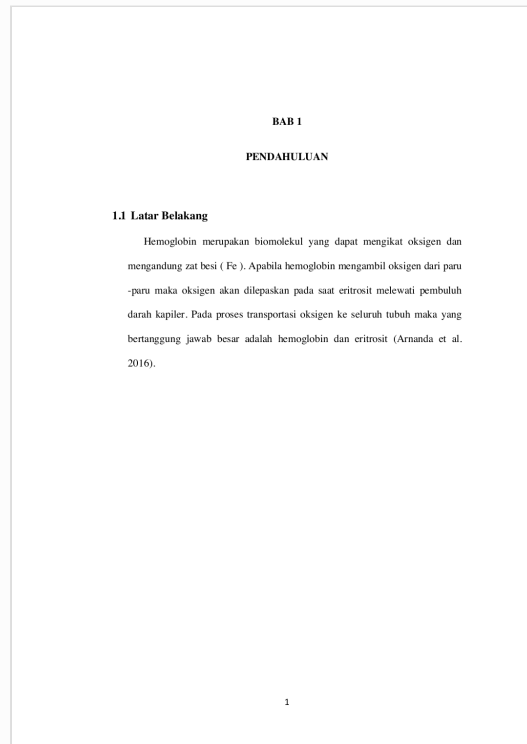 BAB 1
PENDAHULUAN
1.1 Latar Belakang
Hemoglobin merupakan biomolekul yang dapat mengikat oksigen dan
mengandung zat besi ( Fe ). Apabila hemoglobin mengambil oksigen dari paru
-paru maka oksigen akan dilepaskan pada saat eritrosit melewati pembuluh
darah kapiler. Pada proses transportasi oksigen ke seluruh tubuh maka yang
bertanggung jawab besar adalah hemoglobin dan eritrosit (Arnanda et al.
2016).
1